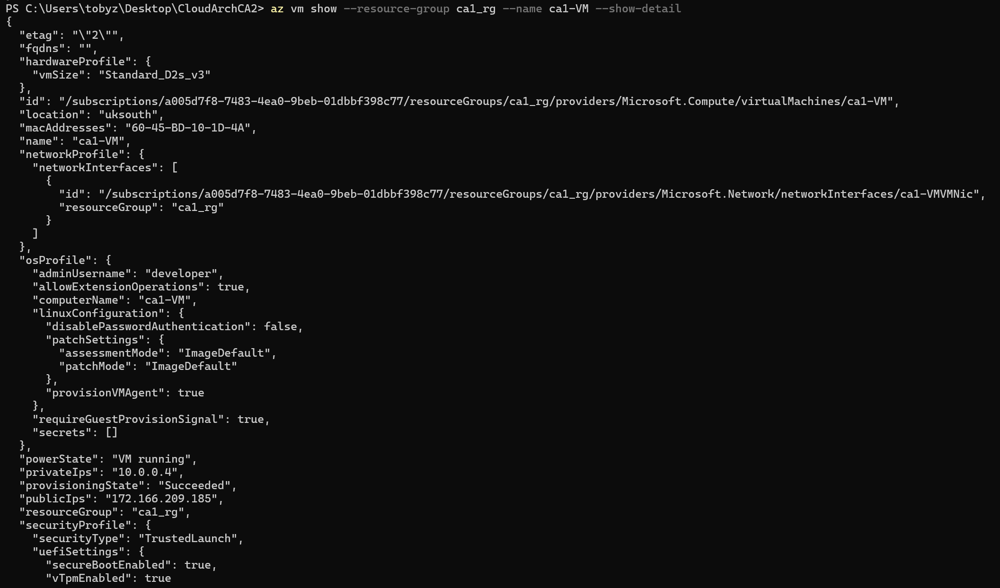 PS C:\Users\tobyz\Desktop\CloudArchCA2> az vm show --resource-group ca1_rg --name ca1-VM --show-detail
{
  "etag": "\"2\"",
  "fqdns": "",
  "hardwareProfile": {
    "vmSize": "Standard_D2s_v3"
  },
  "id": "/subscriptions/a005d7f8-7483-4ea0-9beb-01dbbf398c77/resourceGroups/ca1_rg/providers/Microsoft.Compute/virtualMachines/ca1-VM",
  "location": "uksouth",
  "macAddresses": "60-45-BD-10-1D-4A",
  "name": "ca1-VM",
  "networkProfile": {
    "networkInterfaces": [
      {
        "id": "/subscriptions/a005d7f8-7483-4ea0-9beb-01dbbf398c77/resourceGroups/ca1_rg/providers/Microsoft.Network/networkInterfaces/ca1-VMVMNic",
        "resourceGroup": "ca1_rg"
      }
    ]
  },
  "osProfile": {
    "adminUsername": "developer",
    "allowExtensionOperations": true,
    "computerName": "ca1-VM",
    "linuxConfiguration": {
      "disablePasswordAuthentication": false,
      "patchSettings": {
        "assessmentMode": "ImageDefault",
        "patchMode": "ImageDefault"
      },
      "provisionVMAgent": true
    },
    "requireGuestProvisionSignal": true,
    "secrets": []
  },
  "powerState": "VM running",
  "privateIps": "10.0.0.4",
  "provisioningState": "Succeeded",
  "publicIps": "172.166.209.185",
  "resourceGroup": "ca1_rg",
  "securityProfile": {
    "securityType": "TrustedLaunch",
    "uefiSettings": {
      "secureBootEnabled": true,
      "vTpmEnabled": true